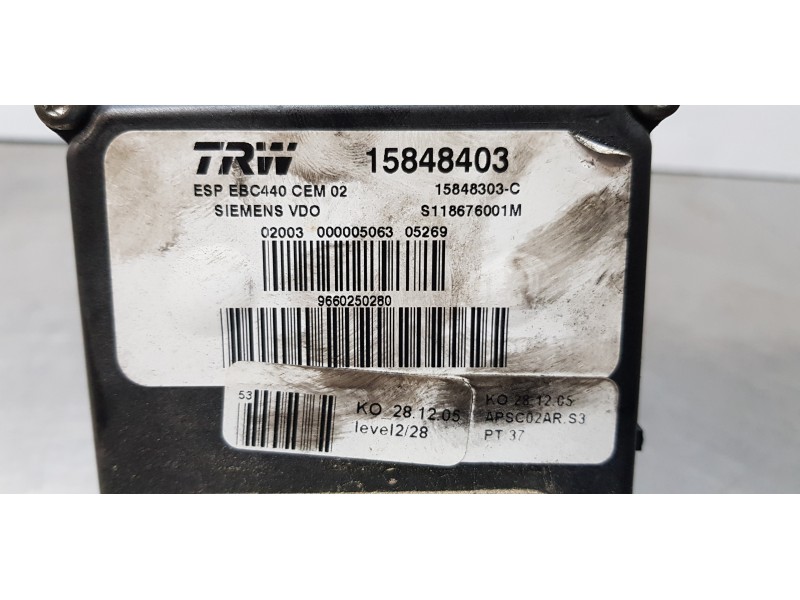 TRW 15848403
ESP EBC440 CEM 02 15848303-C
SIEMENS VDO S118676001M
02003 000005063 05269
9660250280
53
KO 28.12.05
level2/28
KO 28.12.05
APSC02AR.S3
PT 37